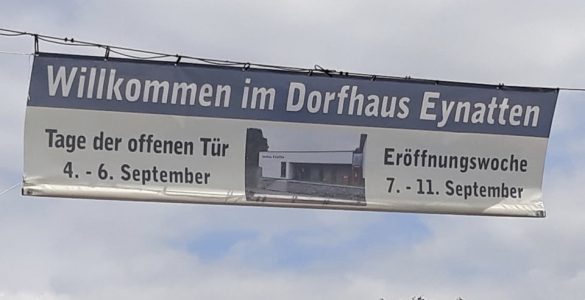 Willkommen im Dorfhaus Eynatten
Tage der offenen Tür
4. - 6. September
Eröffnungswoche
7. - 11. September